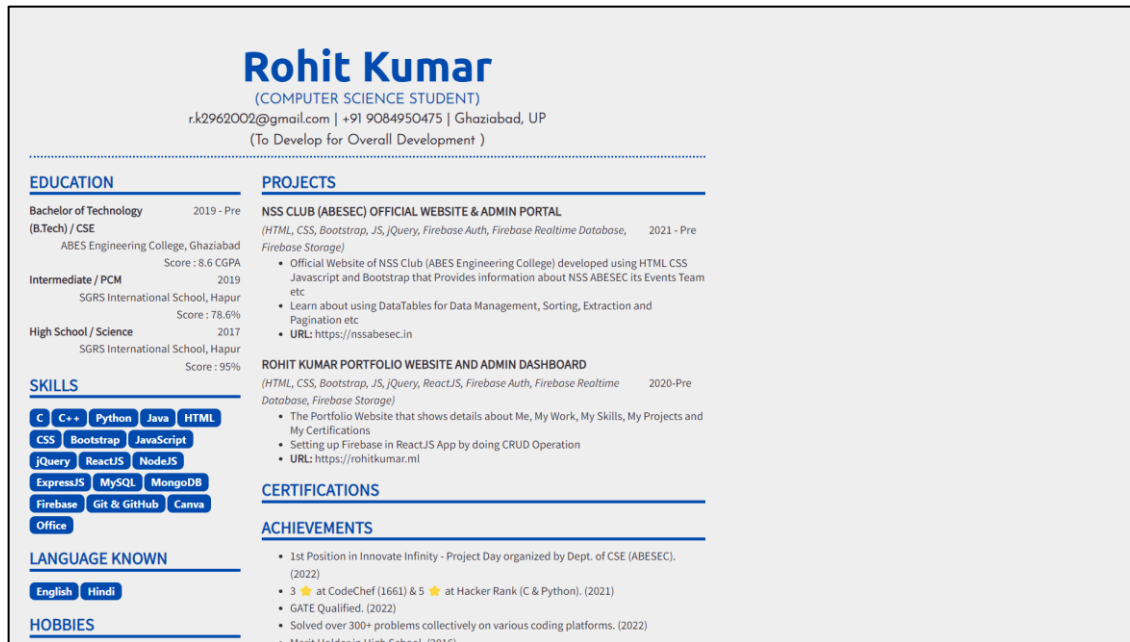 Rohit Kumar
(COMPUTER SCIENCE STUDENT)
r.k2962002@gmail.com | +91 9084950475 | Ghaziabad, UP
(To Develop for Overall Development )
EDUCATION
Bachelor of Technology 2019 - Pre
(B.Tech) / CSE
ABES Engineering College, Ghaziabad
Score : 8.6 CGPA
Intermediate / PCM 2019
SGRS International School, Hapur
Score : 78.6%
High School / Science 2017
SGRS International School, Hapur
Score : 95%
SKILLS
C C++ Python Java HTML
CSS Bootstrap JavaScript
jQuery ReactJS NodeJS
ExpressJS MySQL MongoDB
Firebase Git & GitHub Canva
Office
LANGUAGE KNOWN
English Hindi
HOBBIES
PROJECTS
NSS CLUB (ABESEC) OFFICIAL WEBSITE & ADMIN PORTAL
(HTML, CSS, Bootstrap, JS, jQuery, Firebase Auth, Firebase Realtime Database, 2021 - Pre
Firebase Storage)
• Official Website of NSS Club (ABES Engineering College) developed using HTML CSS
Javascript and Bootstrap that Provides information about NSS ABESEC its Events Team
etc
• Learn about using DataTables for Data Management, Sorting, Extraction and
Pagination etc
• URL: https://nssabesec.in
ROHIT KUMAR PORTFOLIO WEBSITE AND ADMIN DASHBOARD
(HTML, CSS, Bootstrap, JS, jQuery, ReactJS, Firebase Auth, Firebase Realtime 2020-Pre
Database, Firebase Storage)
• The Portfolio Website that shows details about Me, My Work, My Skills, My Projects and
My Certifications
• Setting up Firebase in ReactJS App by doing CRUD Operation
• URL: https://rohitkumar.ml
CERTIFICATIONS
ACHIEVEMENTS
• 1st Position in Innovate Infinity - Project Day organized by Dept. of CSE (ABESEC).
(2022)
• 3 ⭐ at CodeChef (1661) & 5 ⭐ at Hacker Rank (C & Python). (2021)
• GATE Qualified. (2022)
• Solved over 300+ problems collectively on various coding platforms. (2022)
• Merit Holder in High School. (2016)